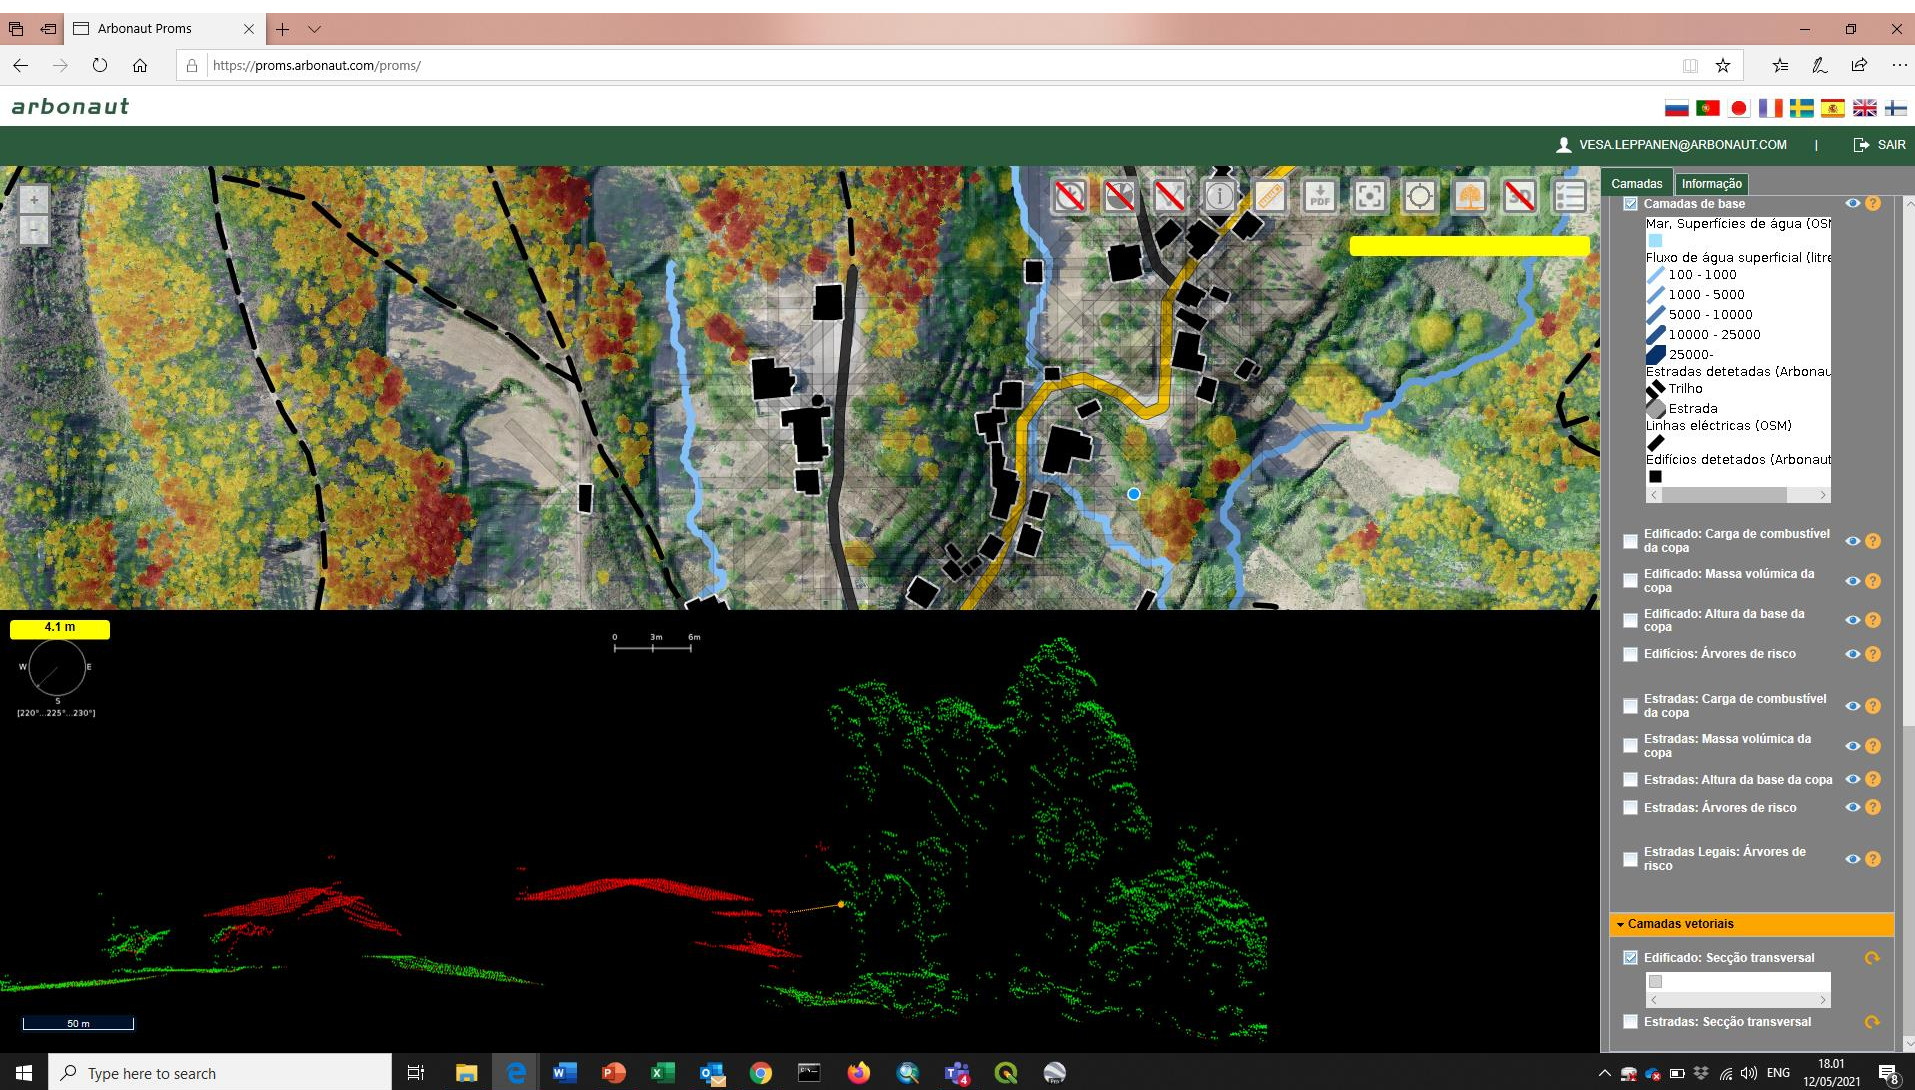 Arbonaut Proms
https://proms.arbonaut.com/proms/
arbonaut
VESA.LEPPANEN@ARBONAUT.COM | SAIR
+
-
PDF
Camadas
Informação
Camadas de base
Mar, Superfícies de água (OSM
Fluxo de água superficial (litre
100 - 1000
1000 - 5000
5000 - 10000
10000 - 25000
25000-
Estradas detetadas (Arbonau
Trilho
Estrada
Linhas eléctricas (OSM)
Edifícios detetados (Arbonaut
Edificado: Carga de combustível
da copa
Edificado: Massa volúmica da
copa
Edificado: Altura da base da
copa
Edifícios: Árvores de risco
Estradas: Carga de combustível
da copa
Estradas: Massa volúmica da
copa
Estradas: Altura da base da copa
Estradas: Árvores de risco
Estradas Legais: Árvores de
risco
Camadas vetoriais
Edificado: Secção transversal
Estradas: Secção transversal
4.1 m
W E
S
[220°...225°...230°]
0 3m 6m
50 m
Type here to search
4
ENG
18.01
12/05/2021
8